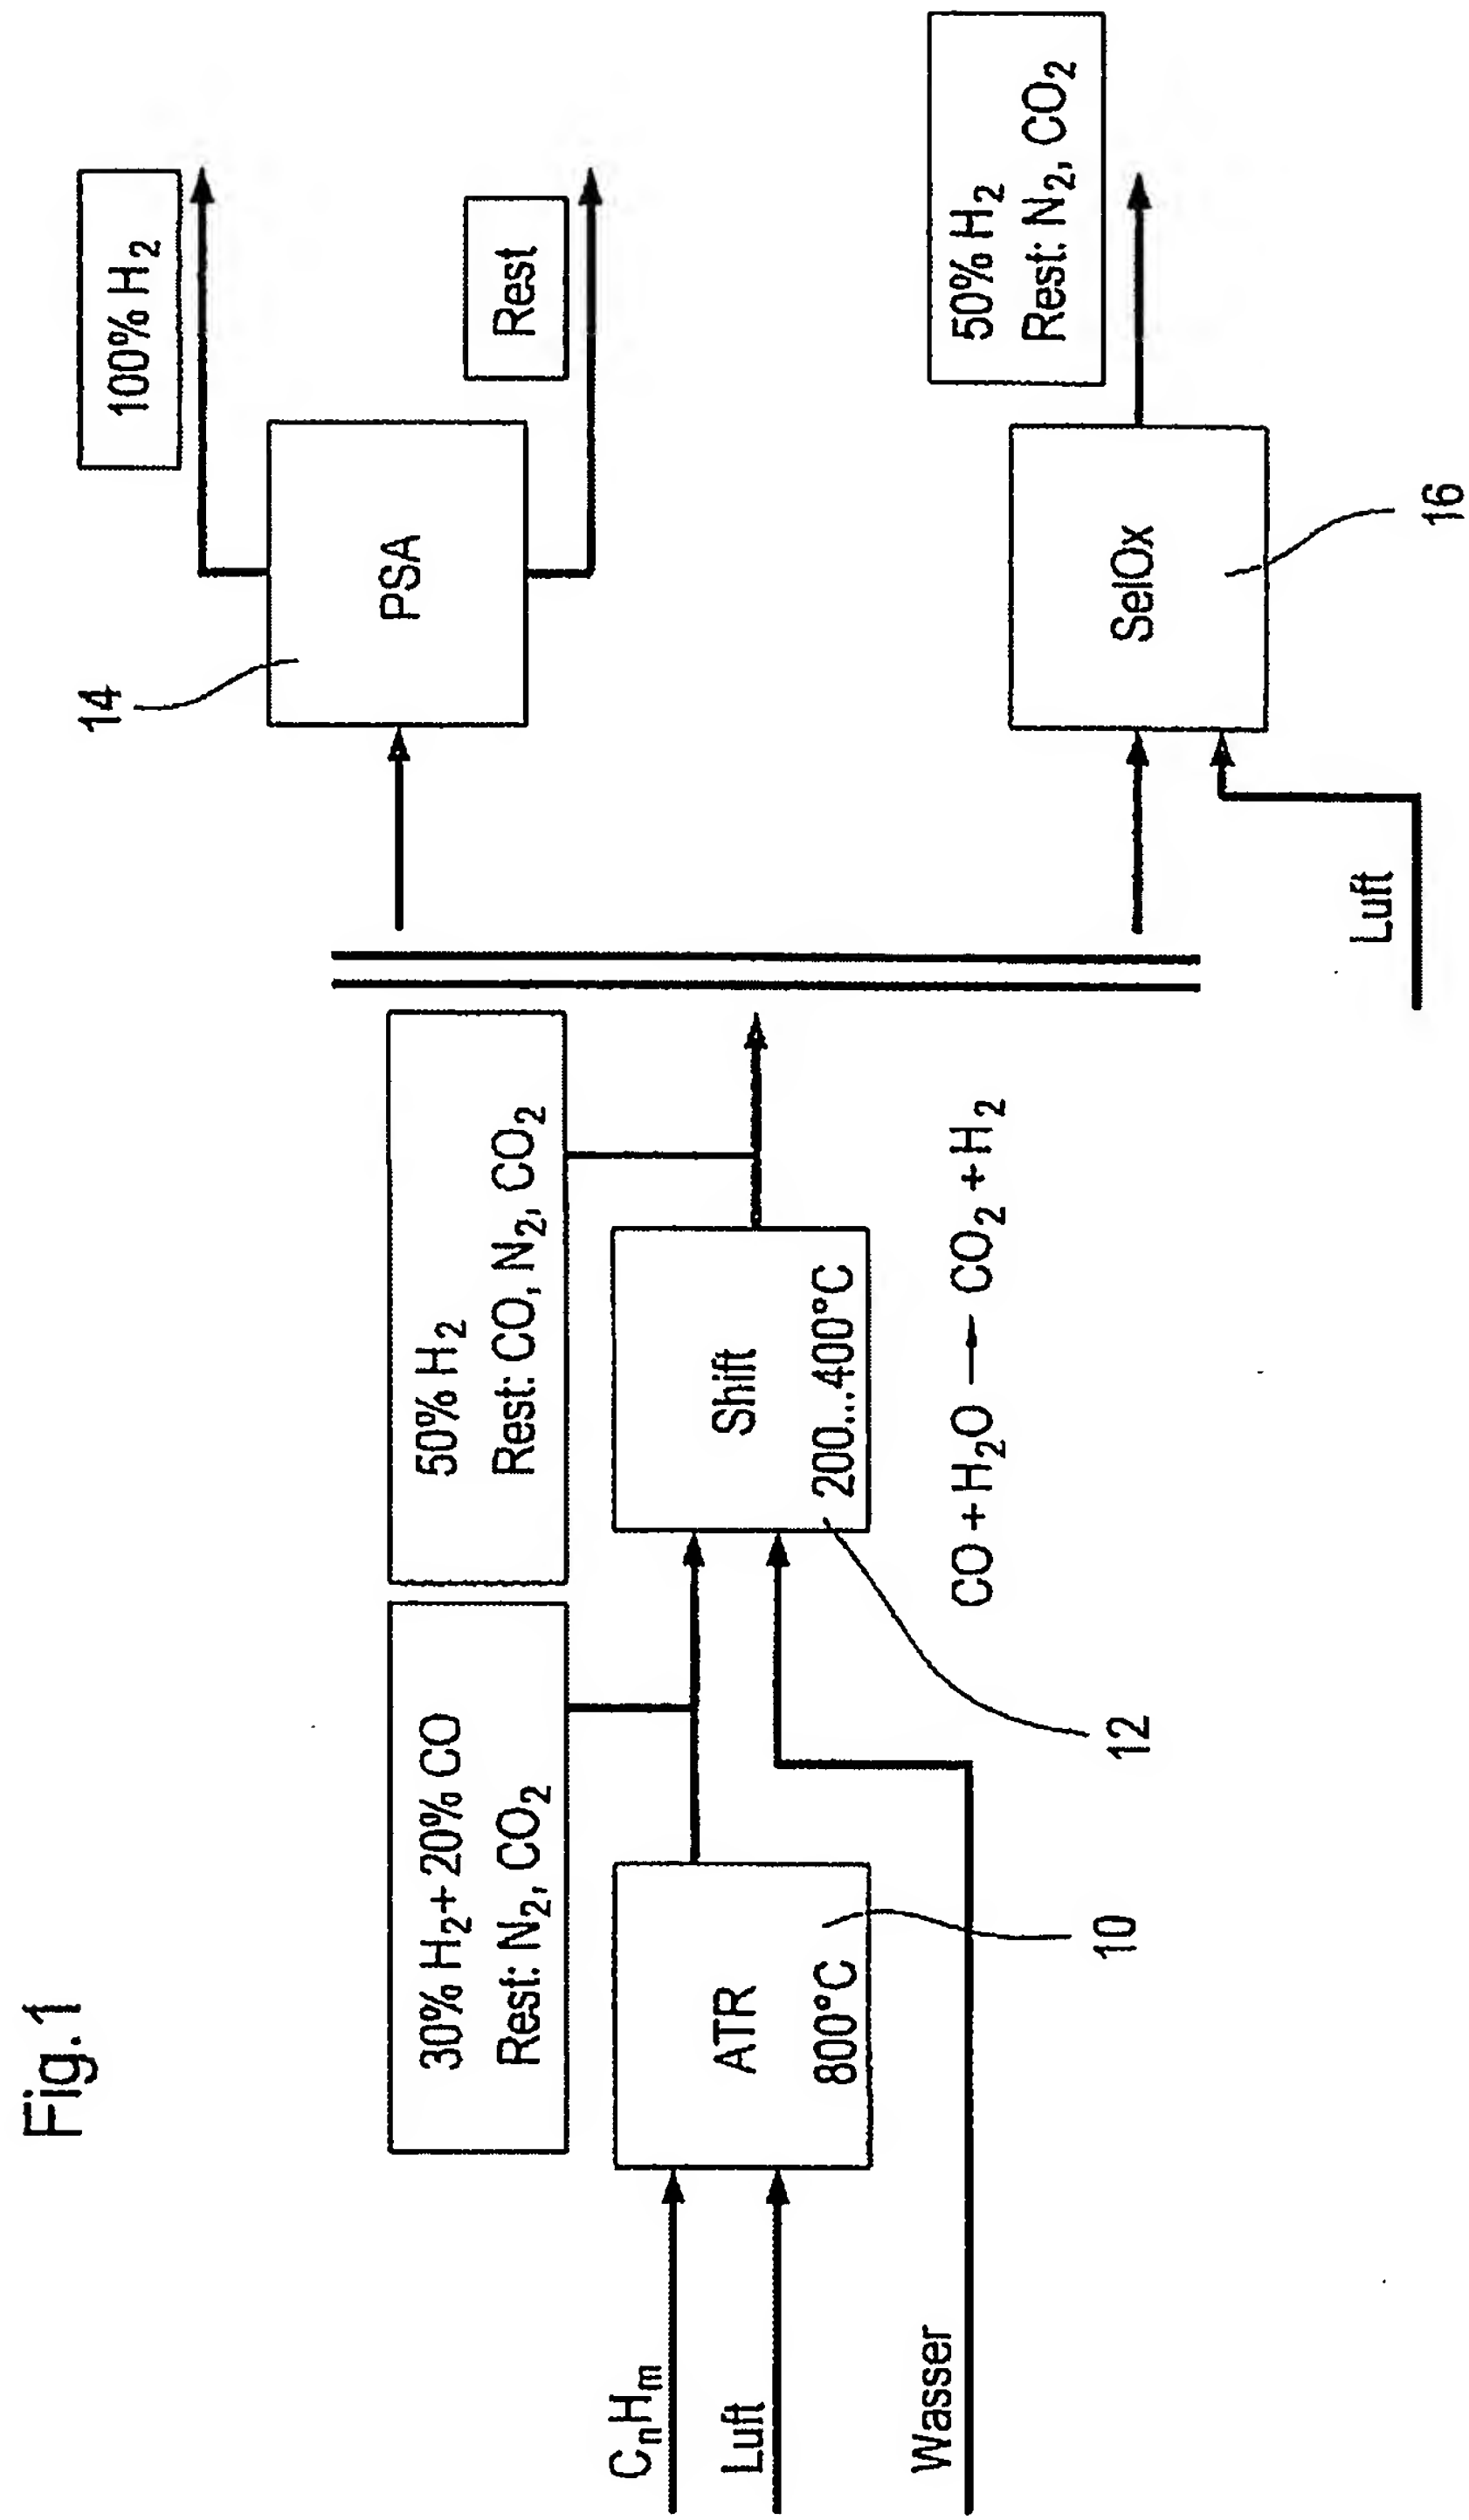 Fig.1
CnHm
Luft
Wasser
30% H2+20% CO
Rest: N2, CO2
ATR
800°C
10
50% H2
Rest: CO, N2, CO2
Shift
200...400°C
12
CO+H2O → CO2+H2
14
PSA
100% H2
Rest
Luft
SelOx
16
50% H2
Rest: N2, CO2